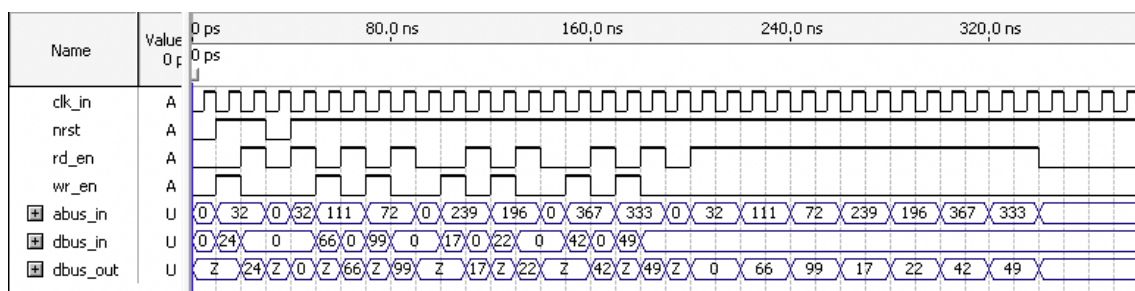 Name
Value
0 p
0 ps 80.0 ns 160.0 ns 240.0 ns 320.0 ns
0 ps
clk_in A
nrst A
rd_en A
wr_en A
abus_in U 0 32 0 32 111 72 0 239 196 0 367 333 0 32 111 72 239 196 367 333
dbus_in U 0 24 0 66 0 99 0 17 0 22 0 42 0 49
dbus_out U Z 24 Z 0 Z 66 Z 99 Z 17 Z 22 Z 42 Z 49 Z 0 66 99 17 22 42 49